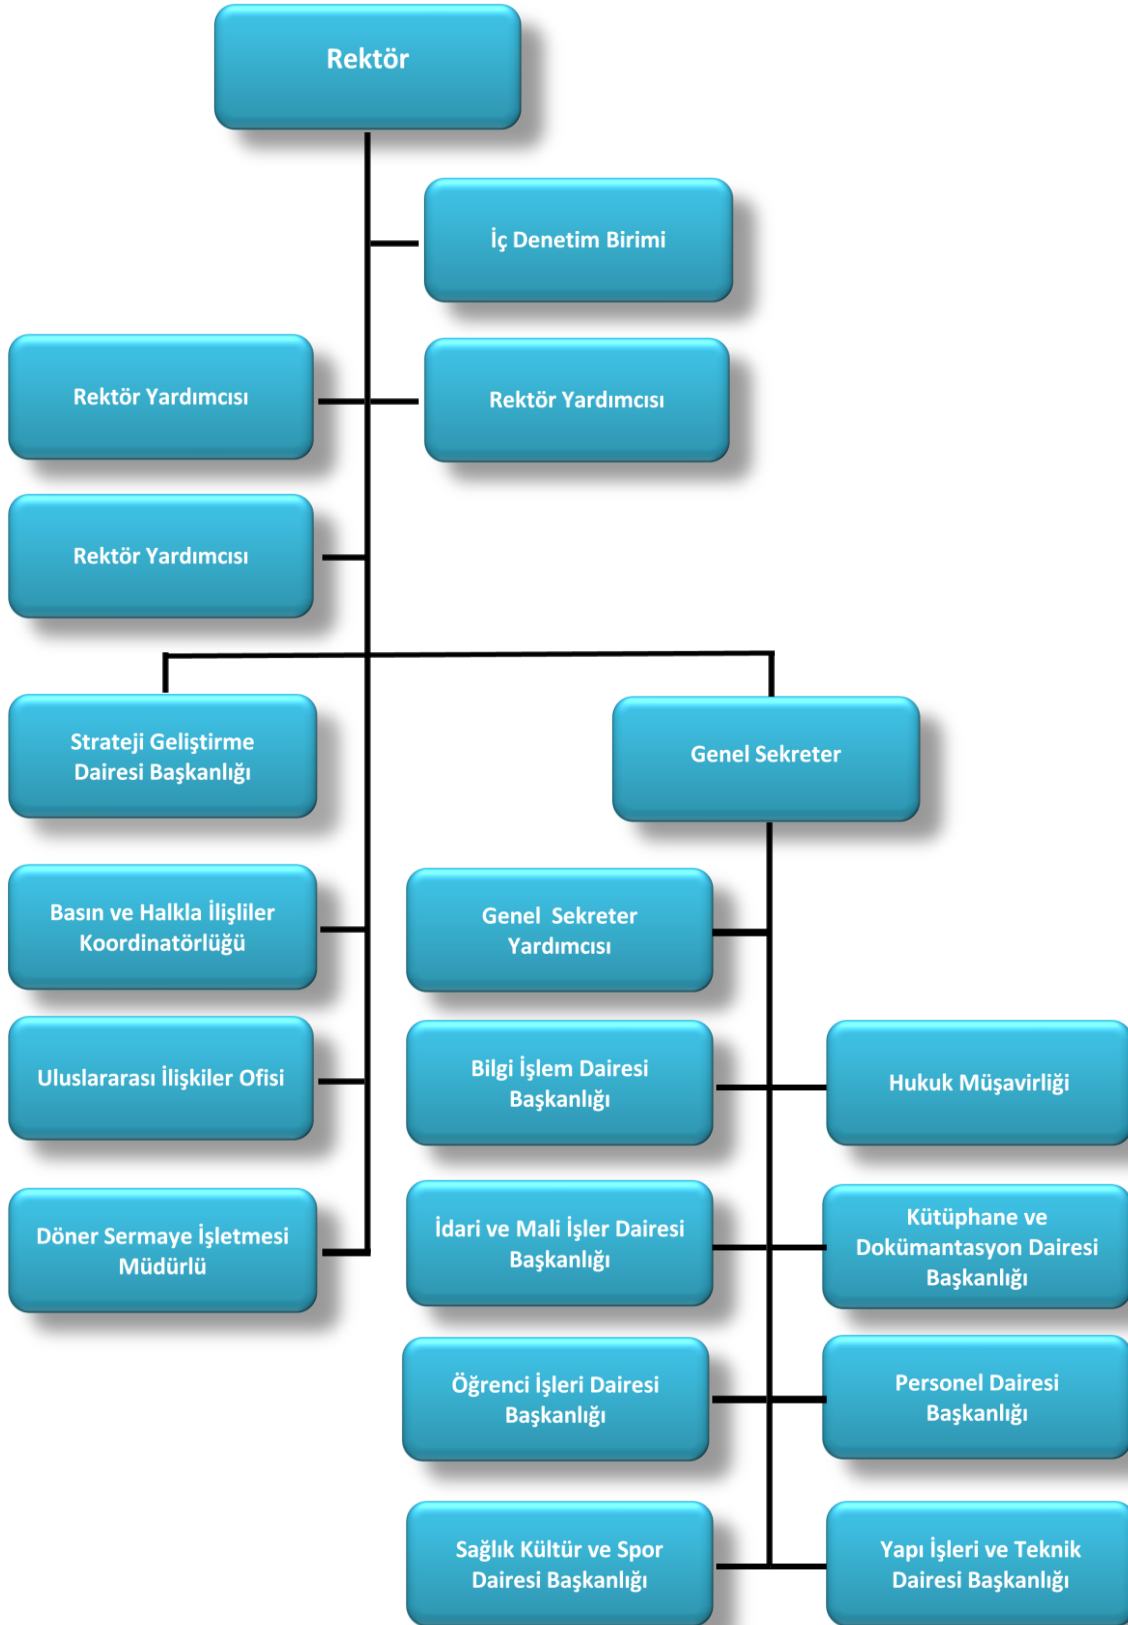 Rektör
İç Denetim Birimi
Rektör Yardımcısı
Rektör Yardımcısı
Rektör Yardımcısı
Strateji Geliştirme
Dairesi Başkanlığı
Genel Sekreter
Basın ve Halkla İlişliler
Koordinatörlüğü
Genel Sekreter
Yardımcısı
Uluslararası İlişkiler Ofisi
Bilgi İşlem Dairesi
Başkanlığı
Hukuk Müşavirliği
Döner Sermaye İşletmesi
Müdürlü
İdari ve Mali İşler Dairesi
Başkanlığı
Kütüphane ve
Dokümantasyon Dairesi
Başkanlığı
Öğrenci İşleri Dairesi
Başkanlığı
Personel Dairesi
Başkanlığı
Sağlık Kültür ve Spor
Dairesi Başkanlığı
Yapı İşleri ve Teknik
Dairesi Başkanlığı